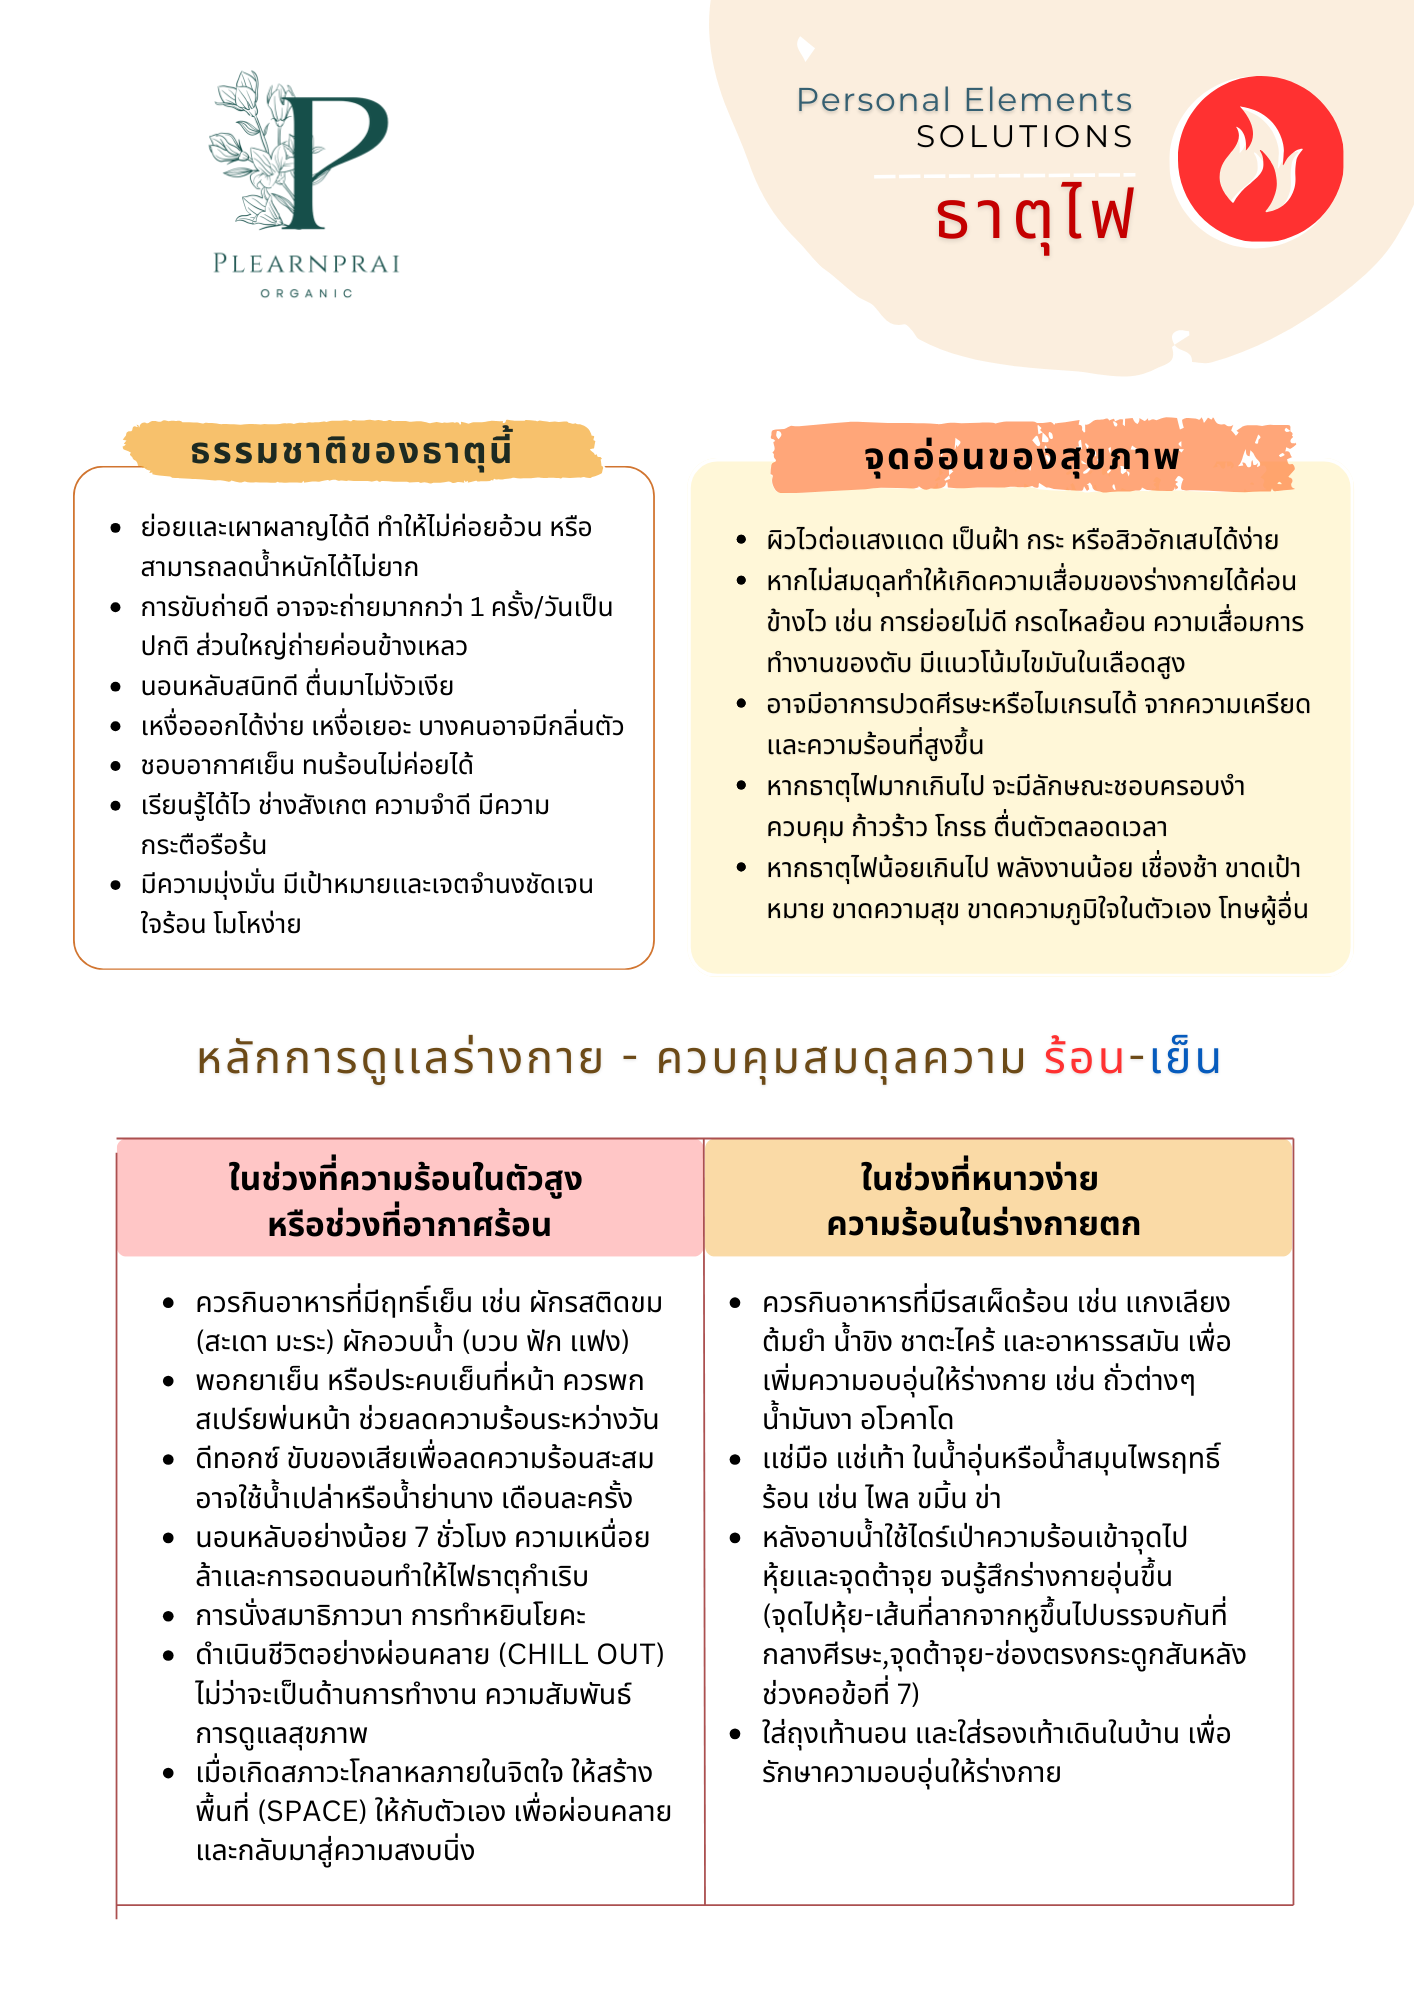 PLEARNPRAI
ORGANIC
Personal Elements
SOLUTIONS
ธาตุไฟ
ธรรมชาติของธาตุนี้
• ย่อยและเผาผลาญได้ดี ทำให้ไม่ค่อยอ้วน หรือ
สามารถลดน้ำหนักได้ไม่ยาก
• การขับถ่ายดี อาจจะถ่ายมากกว่า 1 ครั้ง/วันเป็น
ปกติ ส่วนใหญ่ถ่ายค่อนข้างเหลว
• นอนหลับสนิทดี ตื่นมาไม่งัวเงีย
• เหงื่อออกได้ง่าย เหงื่อเยอะ บางคนอาจมีกลิ่นตัว
• ชอบอากาศเย็น ทนร้อนไม่ค่อยได้
• เรียนรู้ได้ไว ช่างสังเกต ความจำดี มีความ
กระตือรือร้น
• มีความมุ่งมั่น มีเป้าหมายและเจตจำนงชัดเจน
ใจร้อน โมโหง่าย
จุดอ่อนของสุขภาพ
• ผิวไวต่อแสงแดด เป็นฝ้า กระ หรือสิวอักเสบได้ง่าย
• หากไม่สมดุลทำให้เกิดความเสื่อมของร่างกายได้ค่อน
ข้างไว เช่น การย่อยไม่ดี กรดไหลย้อน ความเสื่อมการ
ทำงานของตับ มีแนวโน้มไขมันในเลือดสูง
• อาจมีอาการปวดศีรษะหรือไมเกรนได้ จากความเครียด
และความร้อนที่สูงขึ้น
• หากธาตุไฟมากเกินไป จะมีลักษณะชอบครอบงำ
ควบคุม ก้าวร้าว โกรธ ตื่นตัวตลอดเวลา
• หากธาตุไฟน้อยเกินไป พลังงานน้อย เชื่องช้า ขาดเป้า
หมาย ขาดความสุข ขาดความภูมิใจในตัวเอง โทษผู้อื่น
หลักการดูแลร่างกาย - ควบคุมสมดุลความ ร้อน-เย็น
ในช่วงที่ความร้อนในตัวสูง
หรือช่วงที่อากาศร้อน
• ควรกินอาหารที่มีฤทธิ์เย็น เช่น ผักรสติดขม
(สะเดา มะระ) ผักอวบน้ำ (บวบ ฟัก แฟง)
• พอกยาเย็น หรือประคบเย็นที่หน้า ควรพก
สเปร์ยพ่นหน้า ช่วยลดความร้อนระหว่างวัน
• ดีทอกซ์ ขับของเสียเพื่อลดความร้อนสะสม
อาจใช้น้ำเปล่าหรือน้ำย่านาง เดือนละครั้ง
• นอนหลับอย่างน้อย 7 ชั่วโมง ความเหนื่อย
ล้าและการอดนอนทำให้ไฟธาตุกำเริบ
• การนั่งสมาธิภาวนา การทำหยินโยคะ
• ดำเนินชีวิตอย่างผ่อนคลาย (CHILL OUT)
ไม่ว่าจะเป็นด้านการทำงาน ความสัมพันธ์
การดูแลสุขภาพ
• เมื่อเกิดสภาวะโกลาหลภายในจิตใจ ให้สร้าง
พื้นที่ (SPACE) ให้กับตัวเอง เพื่อผ่อนคลาย
และกลับมาสู่ความสงบนิ่ง
ในช่วงที่หนาวง่าย
ความร้อนในร่างกายตก
• ควรกินอาหารที่มีรสเผ็ดร้อน เช่น แกงเลียง
ต้มยำ น้ำขิง ชาตะไคร้ และอาหารรสมัน เพื่อ
เพิ่มความอบอุ่นให้ร่างกาย เช่น ถั่วต่างๆ
น้ำมันงา อโวคาโด
• แช่มือ แช่เท้า ในน้ำอุ่นหรือน้ำสมุนไพรฤทธิ์
ร้อน เช่น ไพล ขมิ้น ข่า
• หลังอาบน้ำใช้ไดร์เป่าความร้อนเข้าจุดไป
หุ้ยและจุดต้าจุย จนรู้สึกร่างกายอุ่นขึ้น
(จุดไปหุ้ย-เส้นที่ลากจากหูขึ้นไปบรรจบกันที่
กลางศีรษะ,จุดต้าจุย-ช่องตรงกระดูกสันหลัง
ช่วงคอข้อที่ 7)
• ใส่ถุงเท้านอน และใส่รองเท้าเดินในบ้าน เพื่อ
รักษาความอบอุ่นให้ร่างกาย